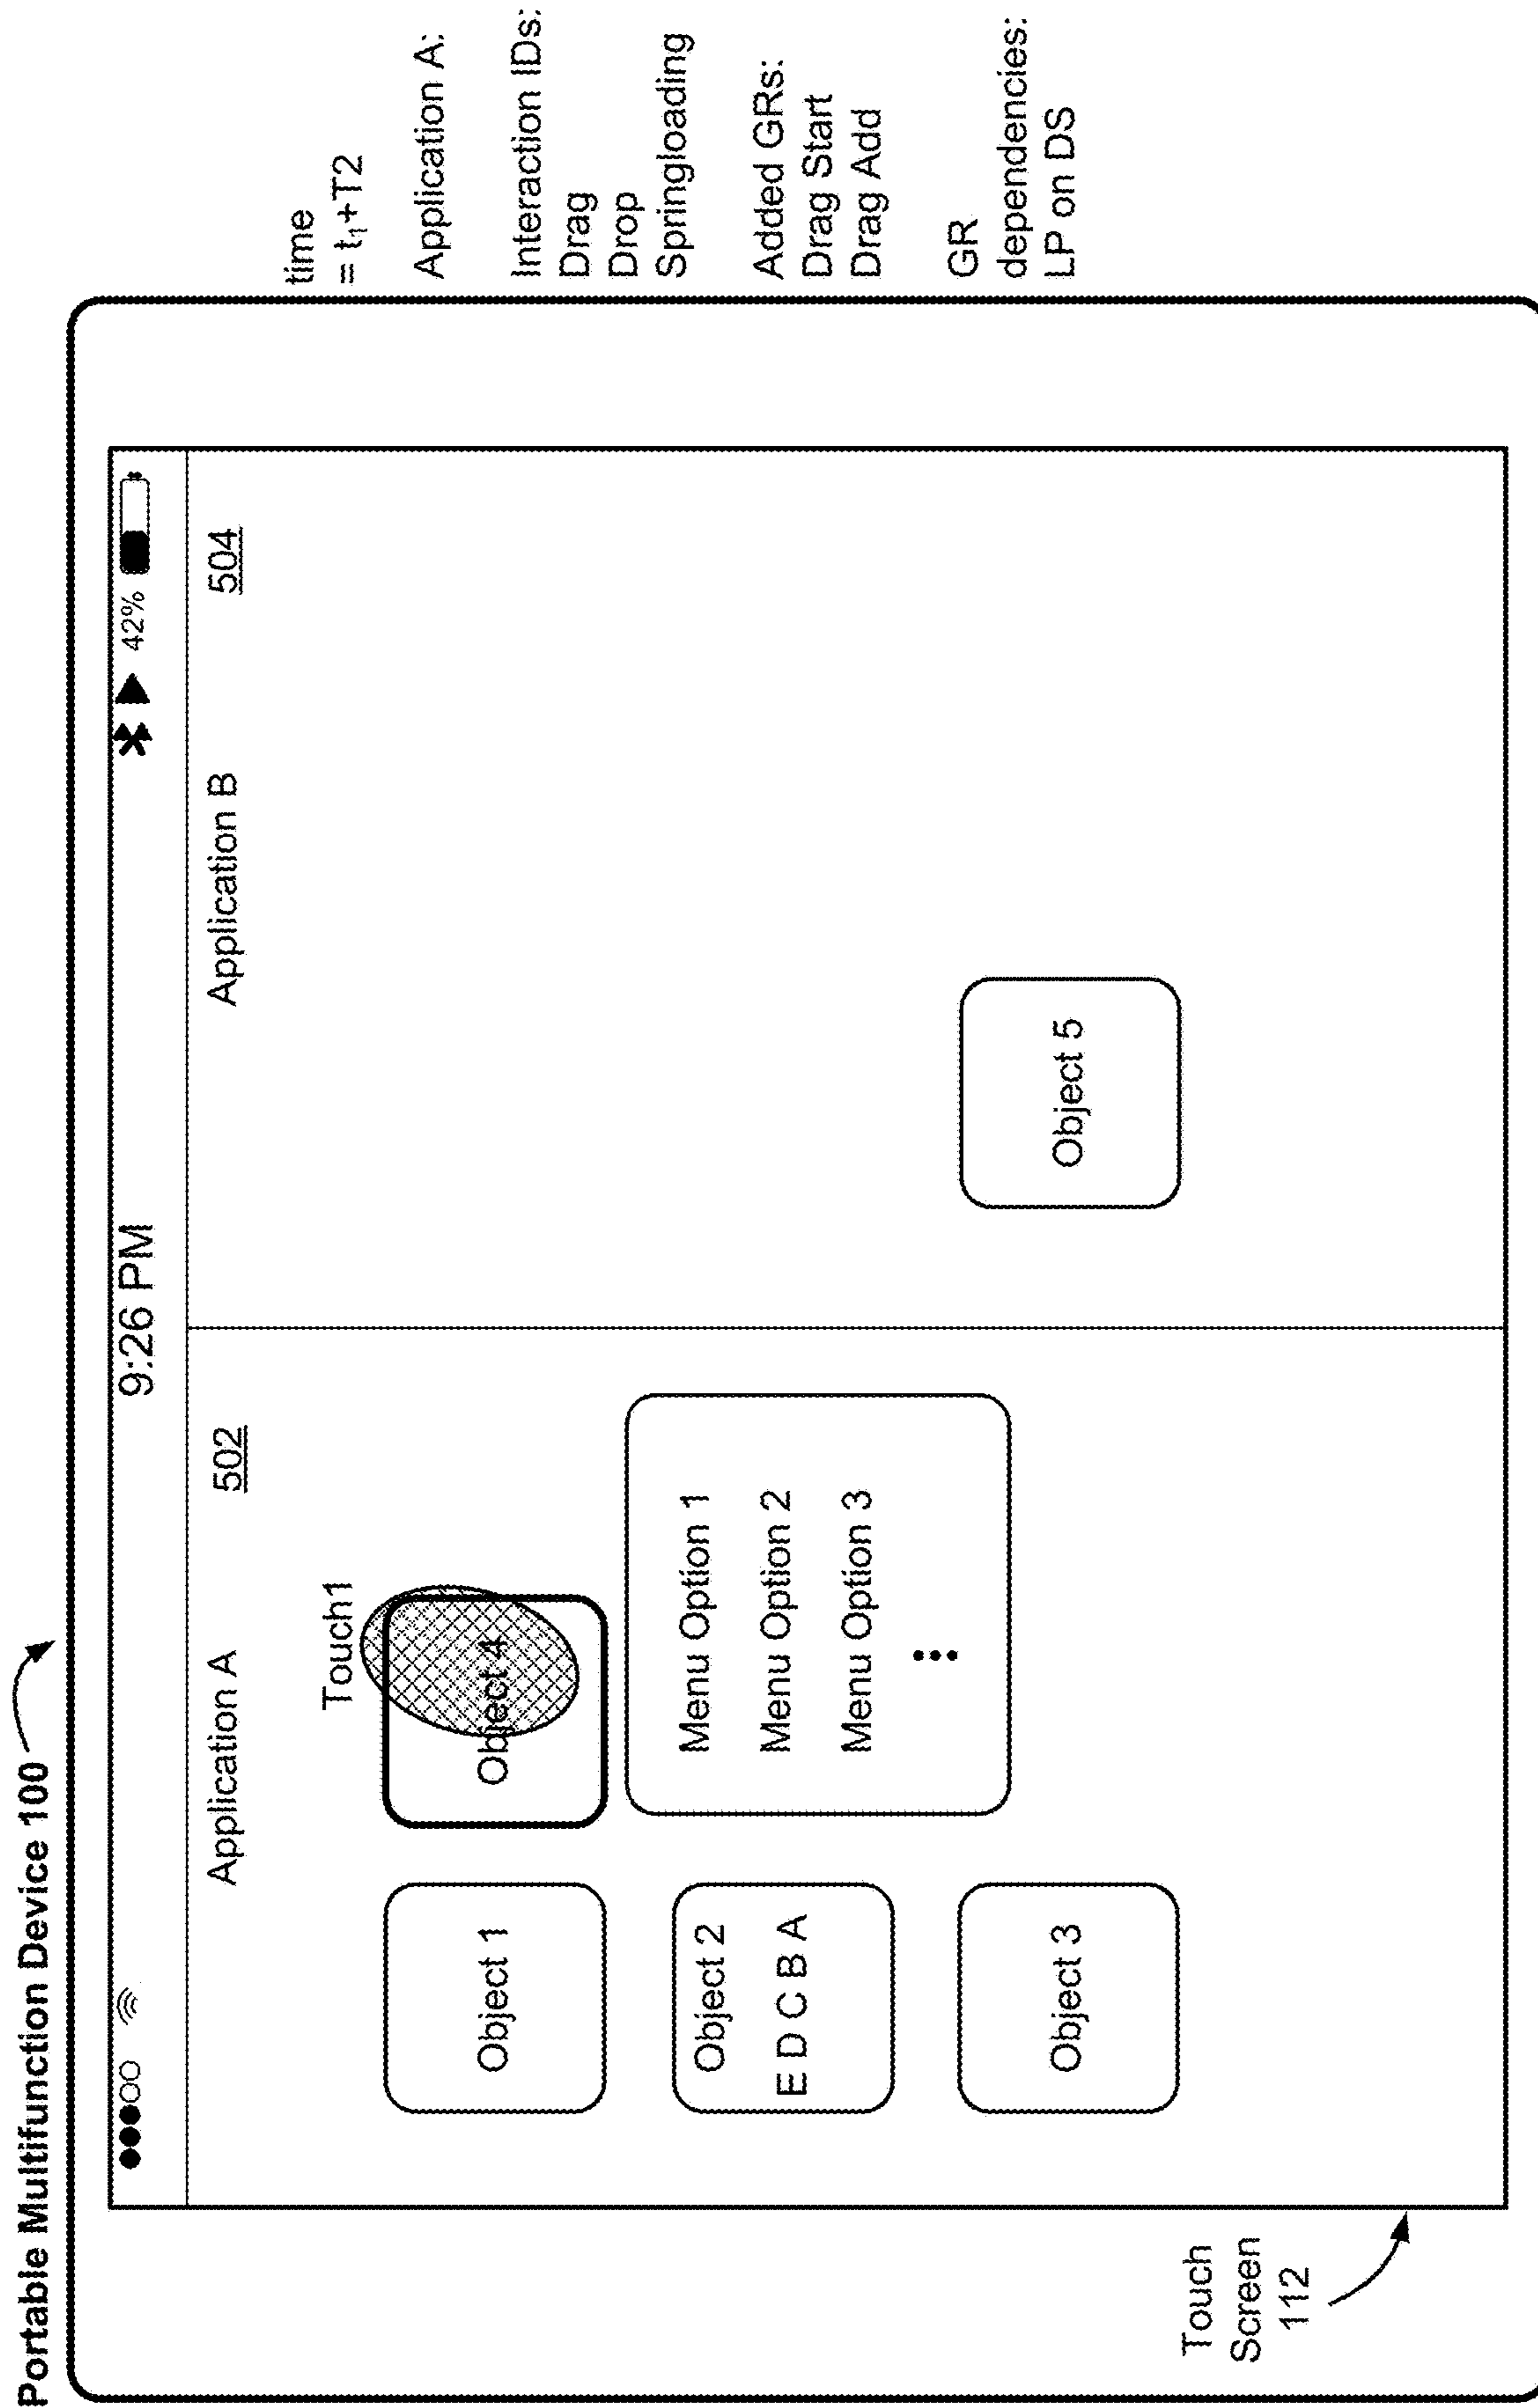 Portable Multifunction Device 100
9:26 PM
42%
Application A
502
Application B
504
Touch1
Object 1
Object 4
Object 2
E D C B A
Menu Option 1
Menu Option 2
Menu Option 3
Object 3
Object 5
Touch
Screen
112
time
= t₁+T2
Application A:
Interaction IDs:
Drag
Drop
Springloading
Added GRs:
Drag Start
Drag Add
GR
dependencies:
LP on DS